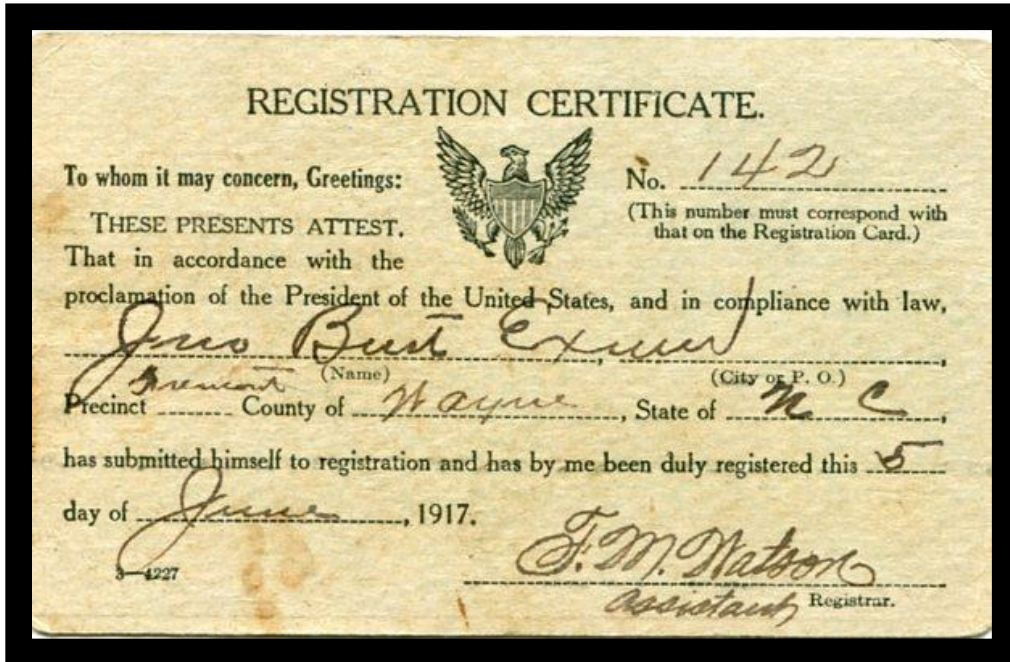 REGISTRATION CERTIFICATE.
To whom it may concern, Greetings:
No. 142
(This number must correspond with
that on the Registration Card.)
THESE PRESENTS ATTEST,
That in accordance with the
proclamation of the President of the United States, and in compliance with law,
Jno Burt Exum
(Name) (City or P. O.)
Precinct Fremont County of Wayne, State of N C,
has submitted himself to registration and has by me been duly registered this 5
day of June, 1917.
F. M. Watson
3—4227
assistant Registrar.